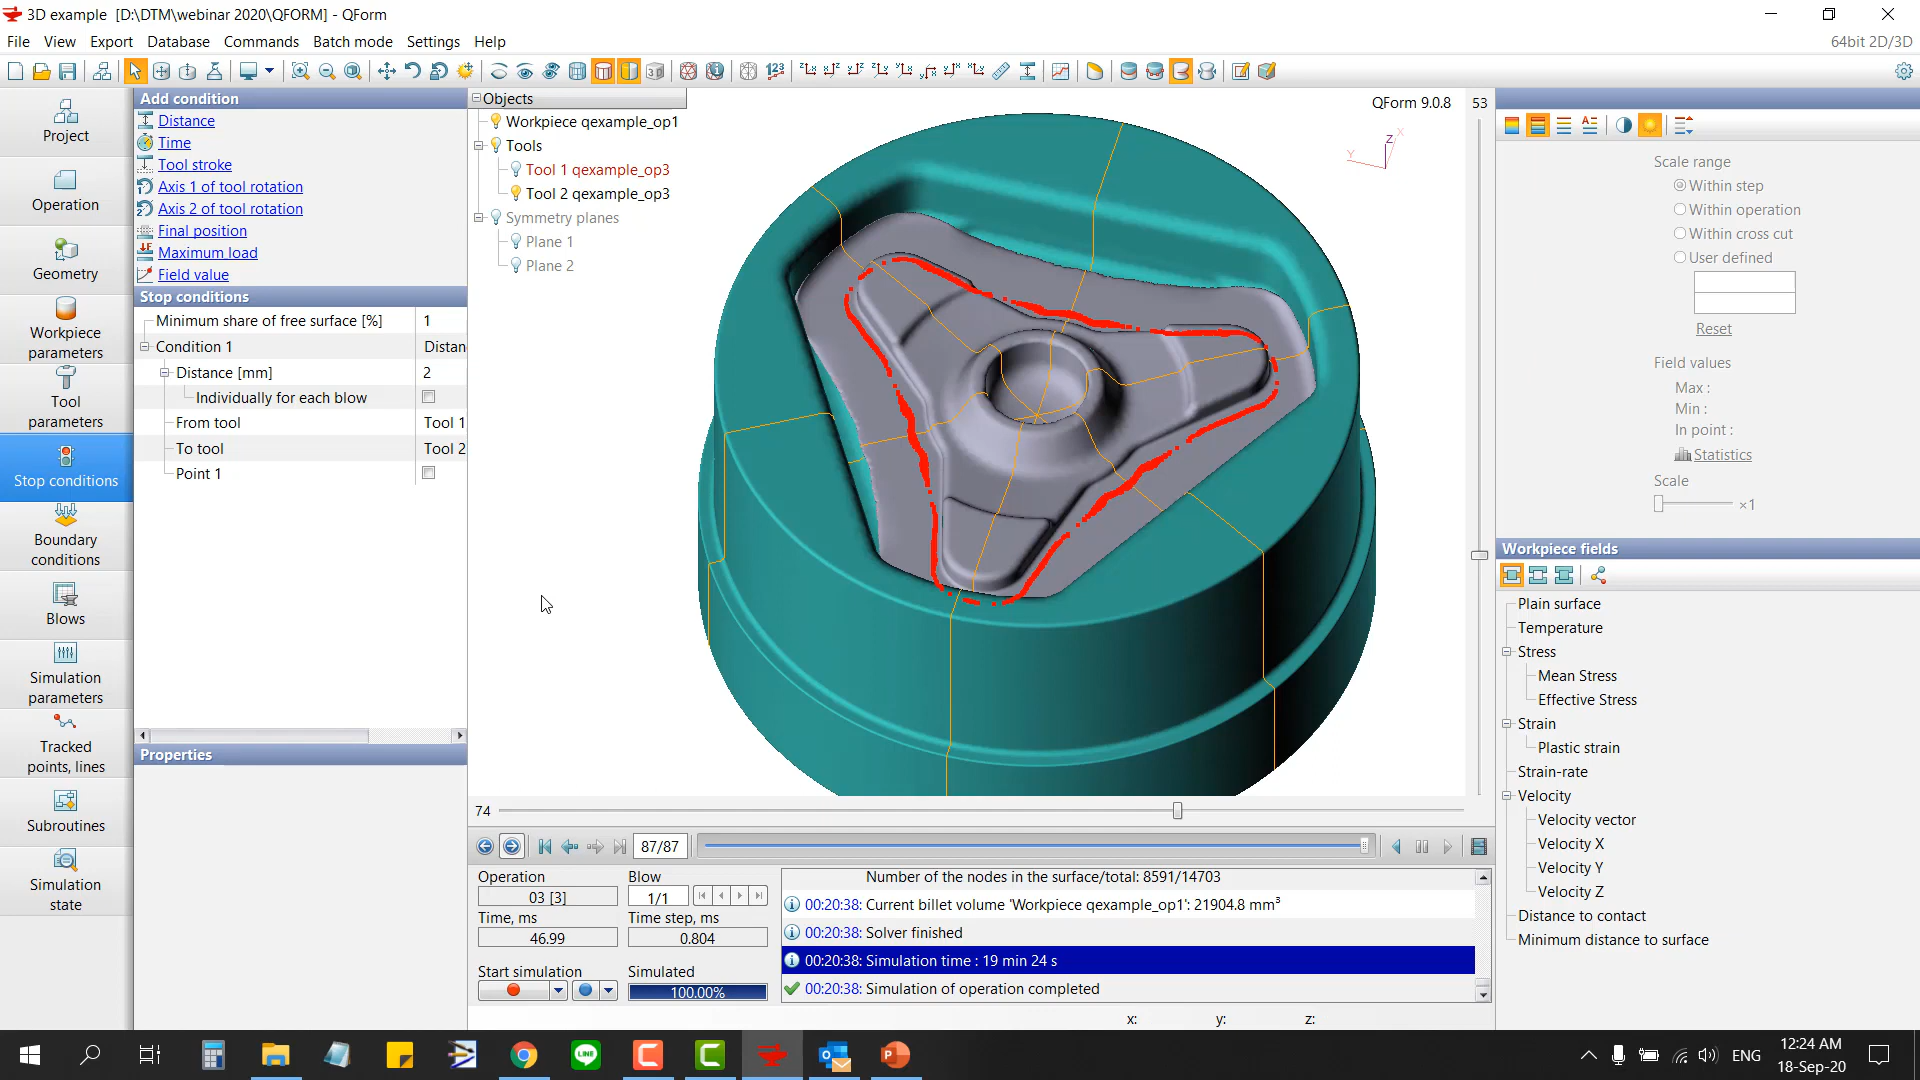 3D example [D:\DTM\webinar 2020\QFORM] - QForm
File View Export Database Commands Batch mode Settings Help
64bit 2D/3D
Project
Operation
Geometry
Workpiece
parameters
Tool
parameters
Stop conditions
Boundary
conditions
Blows
Simulation
parameters
Tracked
points, lines
Subroutines
Simulation
state
Add condition
Distance
Time
Tool stroke
Axis 1 of tool rotation
Axis 2 of tool rotation
Final position
Maximum load
Field value
Stop conditions
Minimum share of free surface [%] 1
Condition 1 Distan
Distance [mm] 2
Individually for each blow
From tool Tool 1
To tool Tool 2
Point 1
Properties
Objects
Workpiece qexample_op1
Tools
Tool 1 qexample_op3
Tool 2 qexample_op3
Symmetry planes
Plane 1
Plane 2
QForm 9.0.8
53
X
Z
Y
74
87/87
Operation
03 [3]
Blow
1/1
Time, ms
46.99
Time step, ms
0.804
Start simulation
Simulated
100.00%
Number of the nodes in the surface/total: 8591/14703
00:20:38: Current billet volume 'Workpiece qexample_op1': 21904.8 mm³
00:20:38: Solver finished
00:20:38: Simulation time : 19 min 24 s
00:20:38: Simulation of operation completed
x: y: z:
Scale range
Within step
Within operation
Within cross cut
User defined
Reset
Field values
Max :
Min :
In point :
Statistics
Scale
×1
Workpiece fields
Plain surface
Temperature
Stress
Mean Stress
Effective Stress
Strain
Plastic strain
Strain-rate
Velocity
Velocity vector
Velocity X
Velocity Y
Velocity Z
Distance to contact
Minimum distance to surface
ENG
12:24 AM
18-Sep-20